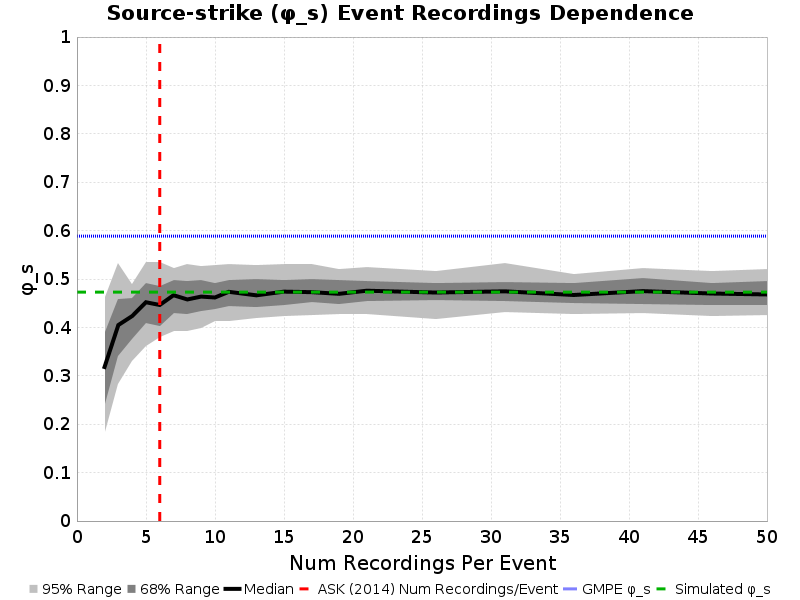 Source-strike (φ_s) Event Recordings Dependence
1
0.9
0.8
0.7
0.6
0.5
0.4
0.3
0.2
0.1
0
φ_s
0 5 10 15 20 25 30 35 40 45 50
Num Recordings Per Event
95% Range 68% Range Median ASK (2014) Num Recordings/Event GMPE φ_s Simulated φ_s